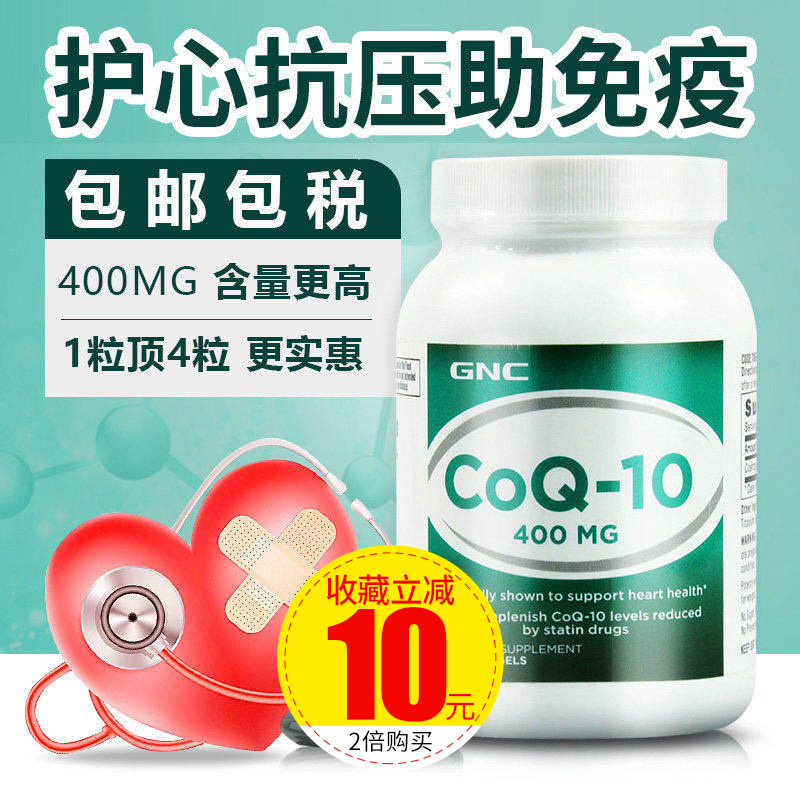 护心抗压助免疫
包邮包税
400MG 含量更高
1粒顶4粒 更实惠
GNC
CoQ-10
400 MG
shown to support heart health*
CoQ-10 levels reduced
by statin drugs
SUPPLEMENT
收藏立减
10元
2倍购买